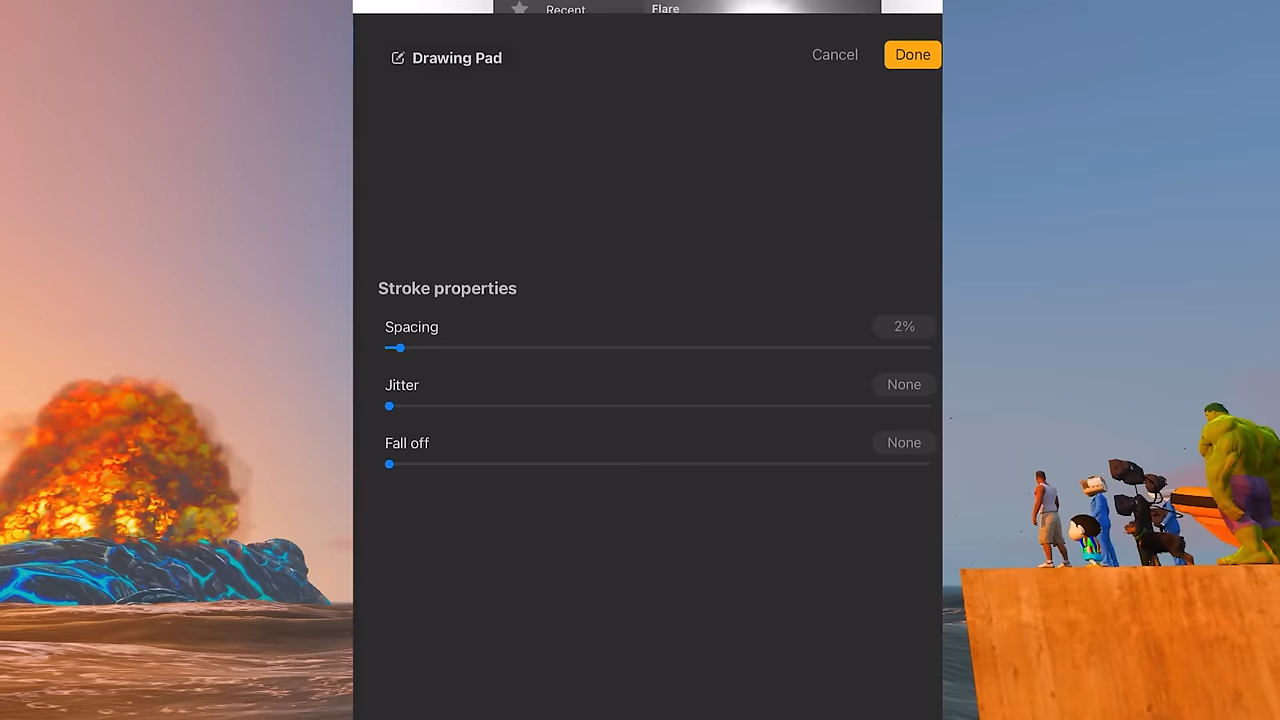 Recent
Flare
Drawing Pad
Cancel
Done
Stroke properties
Spacing
2%
Jitter
None
Fall off
None